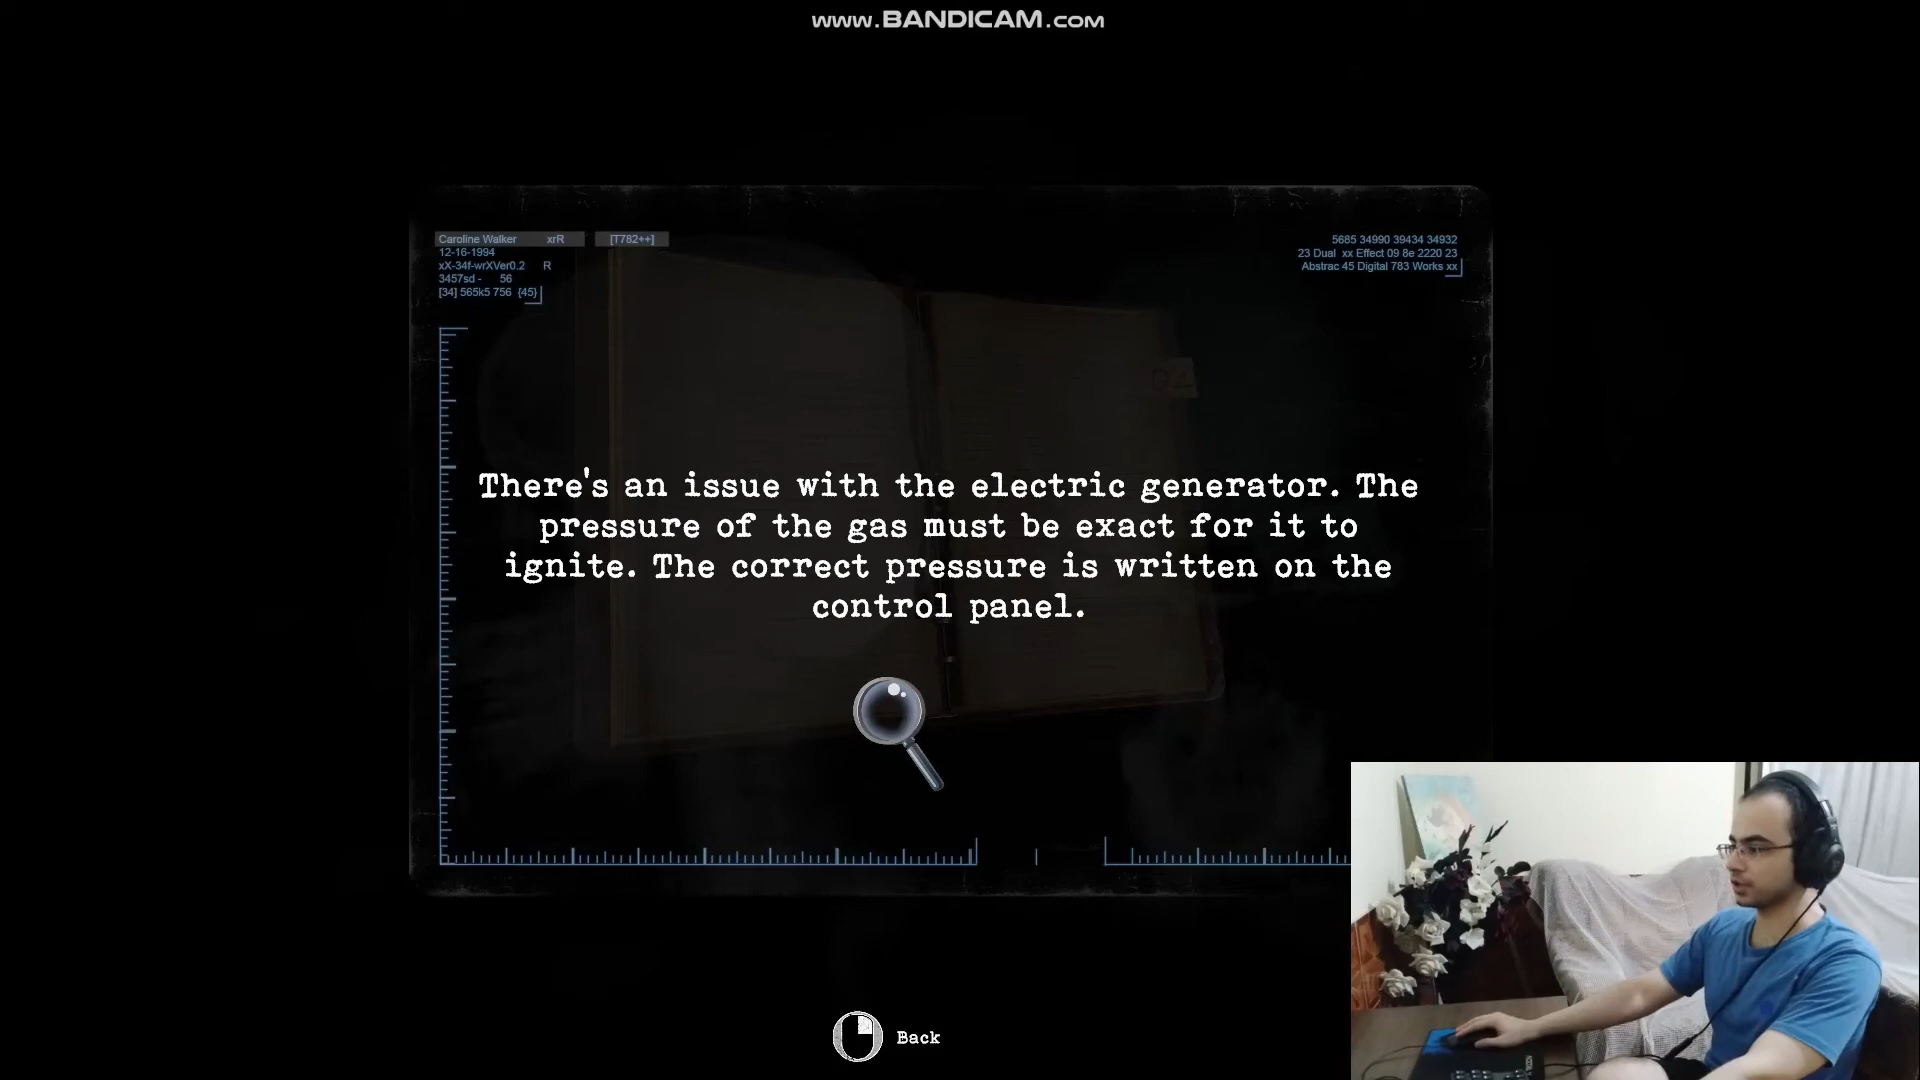 www.BANDICAM.com
Caroline Walker xrR [T782++]
12-16-1994
xX-34f-wrXVer0.2 R
3457sd - 56
[34] 565k5 756 {45}
5685 34990 39434 34932
23 Dual xx Effect 09 8e 2220 23
Abstrac 45 Digital 783 Works xx
There's an issue with the electric generator. The
pressure of the gas must be exact for it to
ignite. The correct pressure is written on the
control panel.
Back